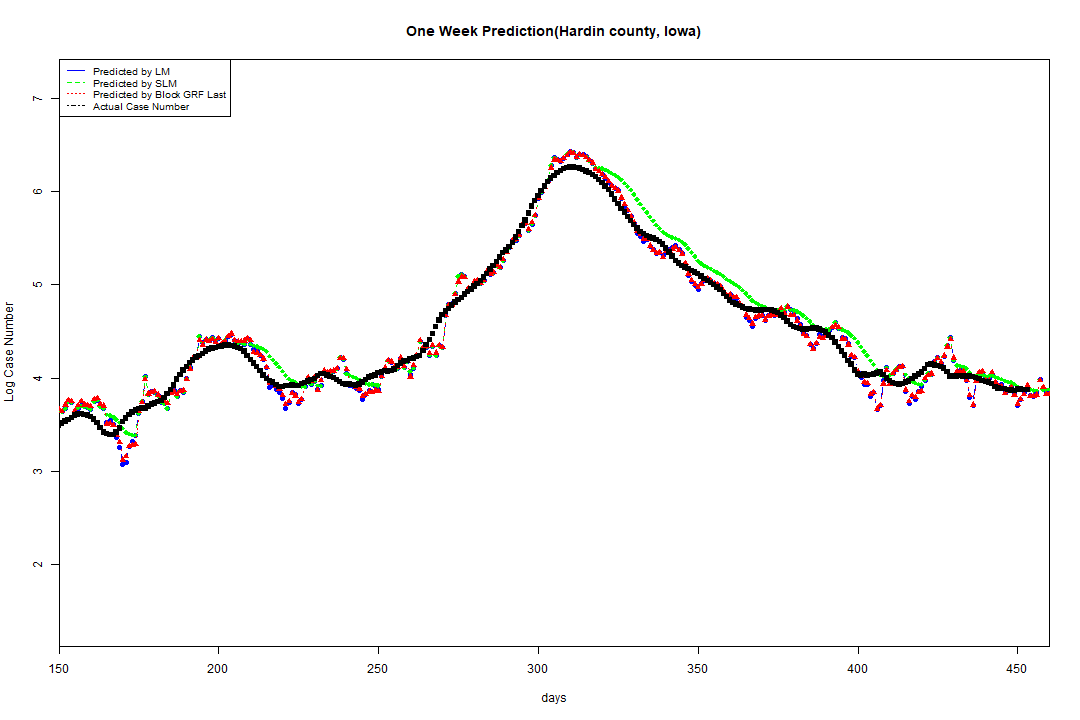 One Week Prediction(Hardin county, Iowa)
Predicted by LM
Predicted by SLM
Predicted by Block GRF Last
Actual Case Number
7
6
5
4
3
2
Log Case Number
150 200 250 300 350 400 450
days